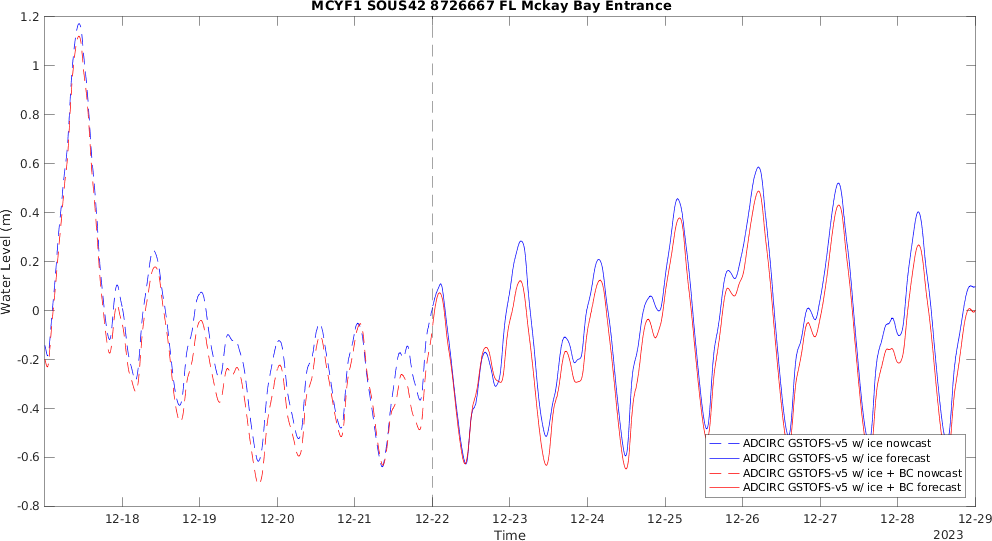 MCYF1 SOUS42 8726667 FL Mckay Bay Entrance
Water Level (m)
1.2
1
0.8
0.6
0.4
0.2
0
-0.2
-0.4
-0.6
-0.8
ADCIRC GSTOFS-v5 w/ ice nowcast
ADCIRC GSTOFS-v5 w/ ice forecast
ADCIRC GSTOFS-v5 w/ ice + BC nowcast
ADCIRC GSTOFS-v5 w/ ice + BC forecast
12-18 12-19 12-20 12-21 12-22 12-23 12-24 12-25 12-26 12-27 12-28 12-29
Time
2023